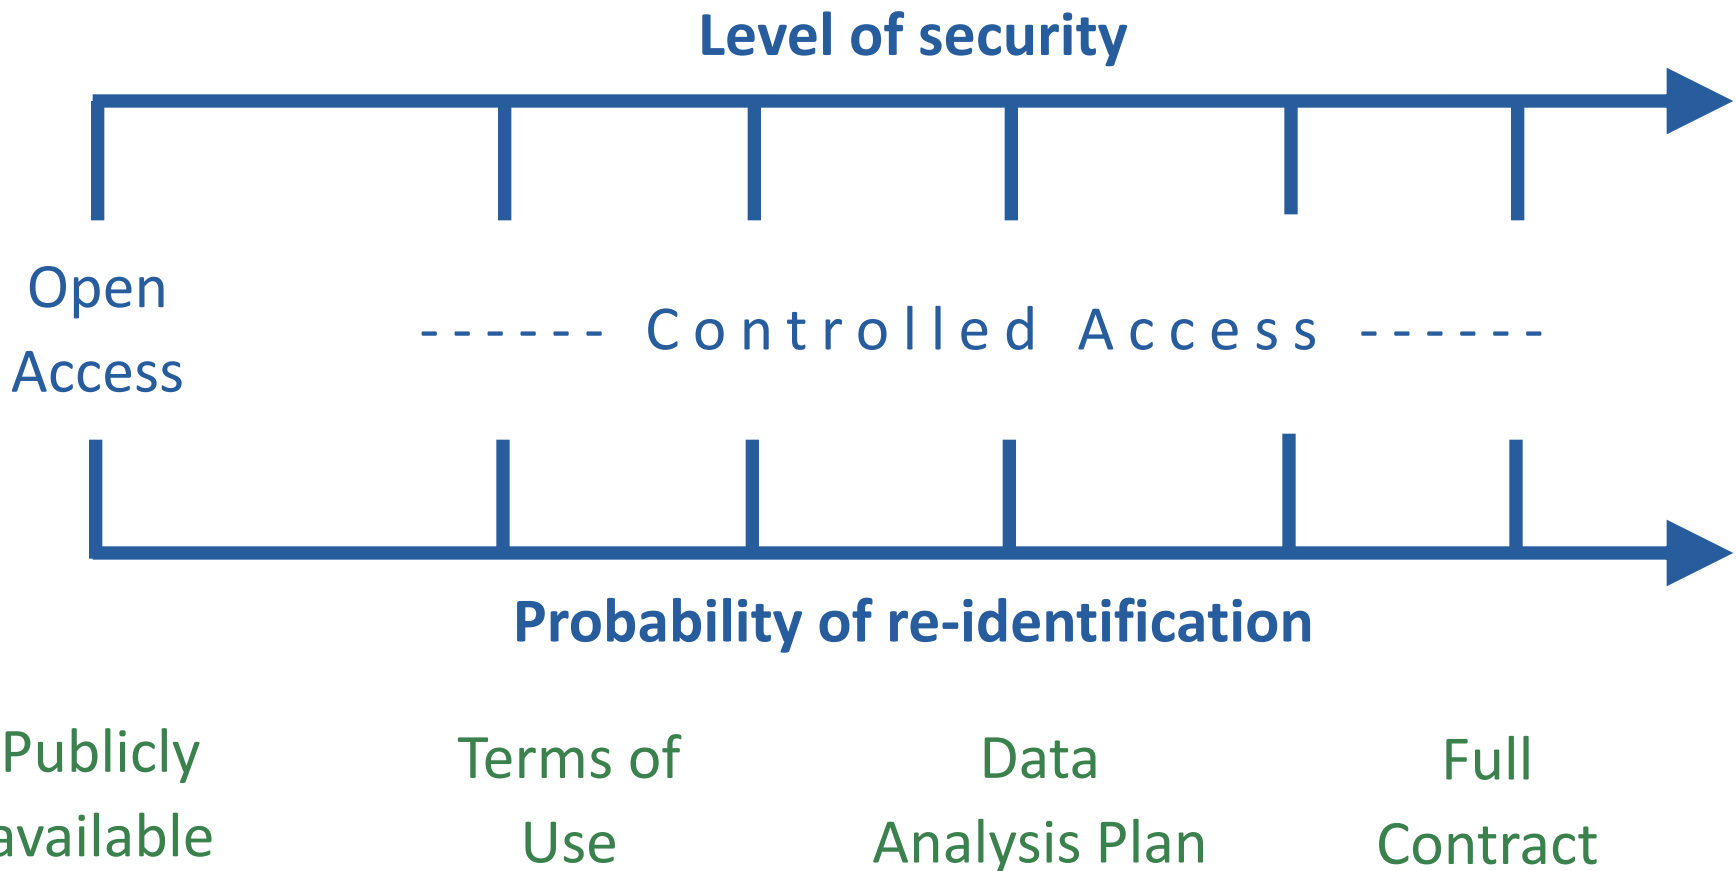 Level of security
Open
Access
------ Controlled Access ------
Probability of re-identification
Publicly
available
Terms of
Use
Data
Analysis Plan
Full
Contract